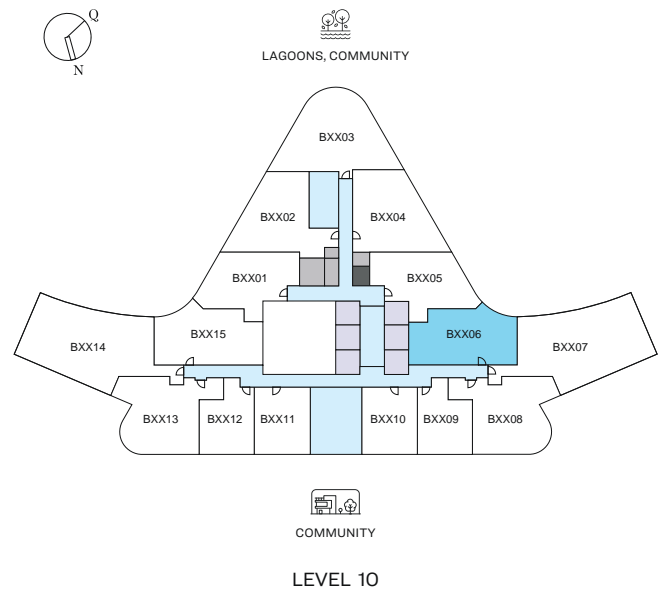 Q
N
LAGOONS, COMMUNITY
BXX03
BXX02
BXX04
BXX01
BXX05
BXX15
BXX06
BXX14
BXX07
BXX13
BXX12
BXX11
BXX10
BXX09
BXX08
COMMUNITY
LEVEL 10